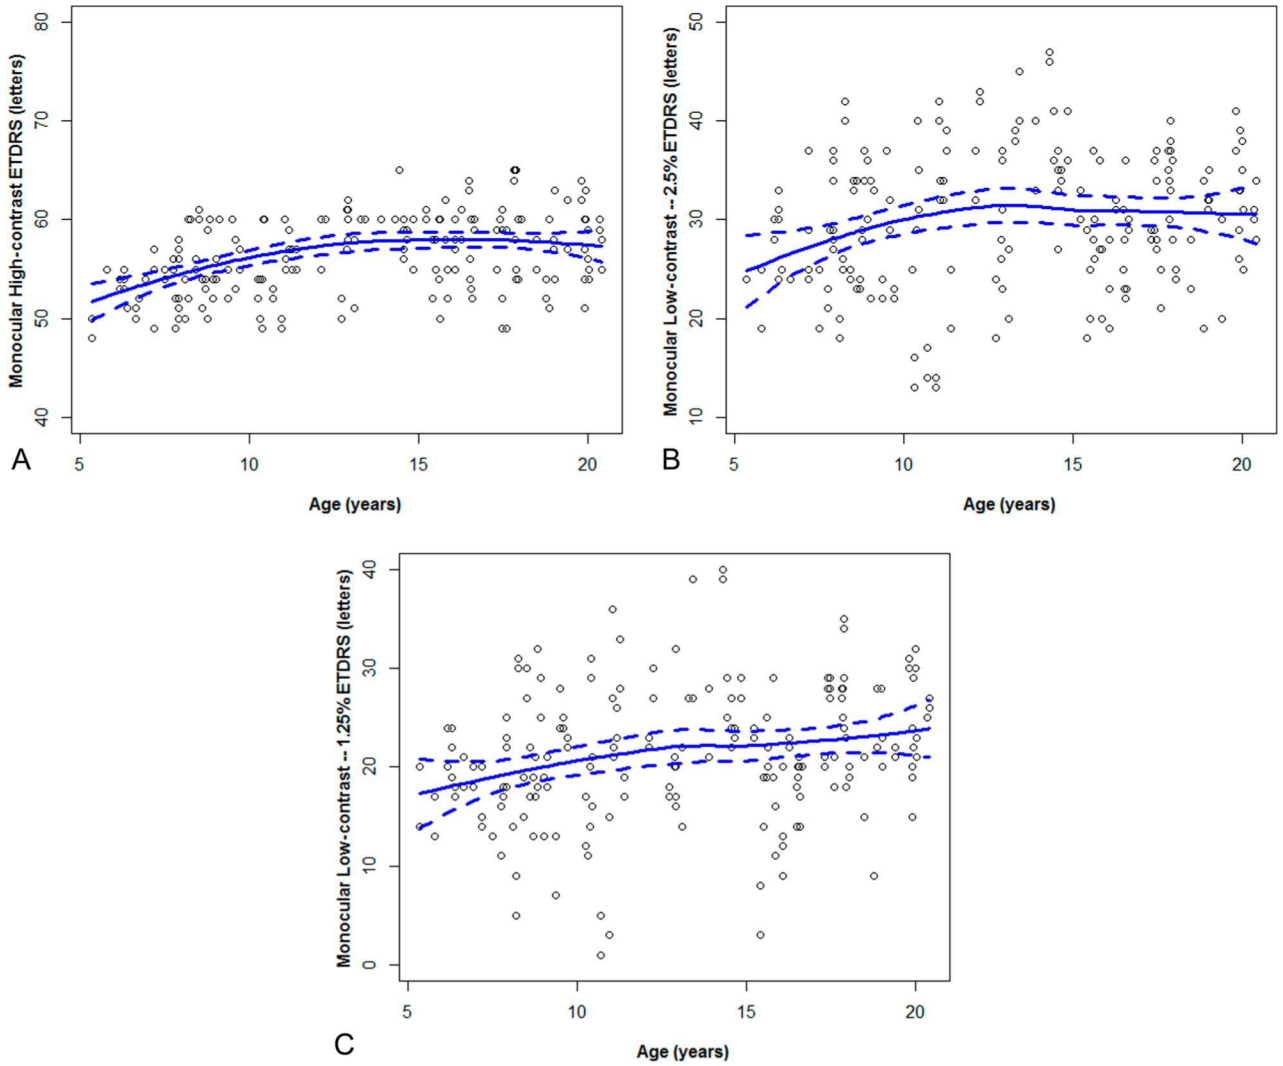 Monocular High-contrast ETDRS (letters)
80
70
60
50
40
5 10 15 20
A
Age (years)
Monocular Low-contrast -- 2.5% ETDRS (letters)
50
40
30
20
10
5 10 15 20
B
Age (years)
Monocular Low-contrast -- 1.25% ETDRS (letters)
40
30
20
10
0
5 10 15 20
C
Age (years)